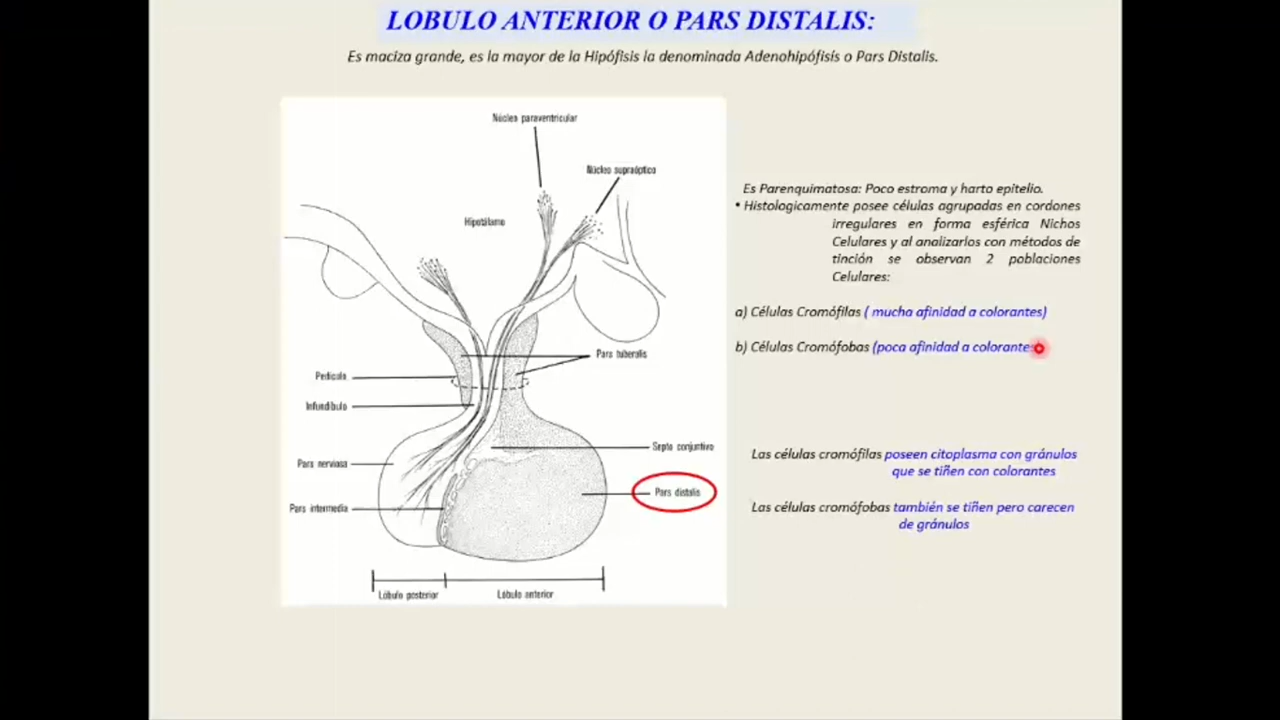 LOBULO ANTERIOR O PARS DISTALIS:
Es maciza grande, es la mayor de la Hipófisis la denominada Adenohipófisis o Pars Distalis.
Núcleo paraventricular
Núcleo supraóptico
Hipotálamo
Pars tuberalis
Pedículo
Infundíbulo
Septo conjuntivo
Pars nerviosa
Pars distalis
Pars intermedia
Lóbulo posterior
Lóbulo anterior
Es Parenquimatosa: Poco estroma y harto epitelio.
• Histologicamente posee células agrupadas en cordones
irregulares en forma esférica Nichos
Celulares y al analizarlos con métodos de
tinción se observan 2 poblaciones
Celulares:
a) Células Cromófilas ( mucha afinidad a colorantes)
b) Células Cromófobas (poca afinidad a colorantes
Las células cromófilas poseen citoplasma con gránulos
que se tiñen con colorantes
Las células cromófobas también se tiñen pero carecen
de gránulos